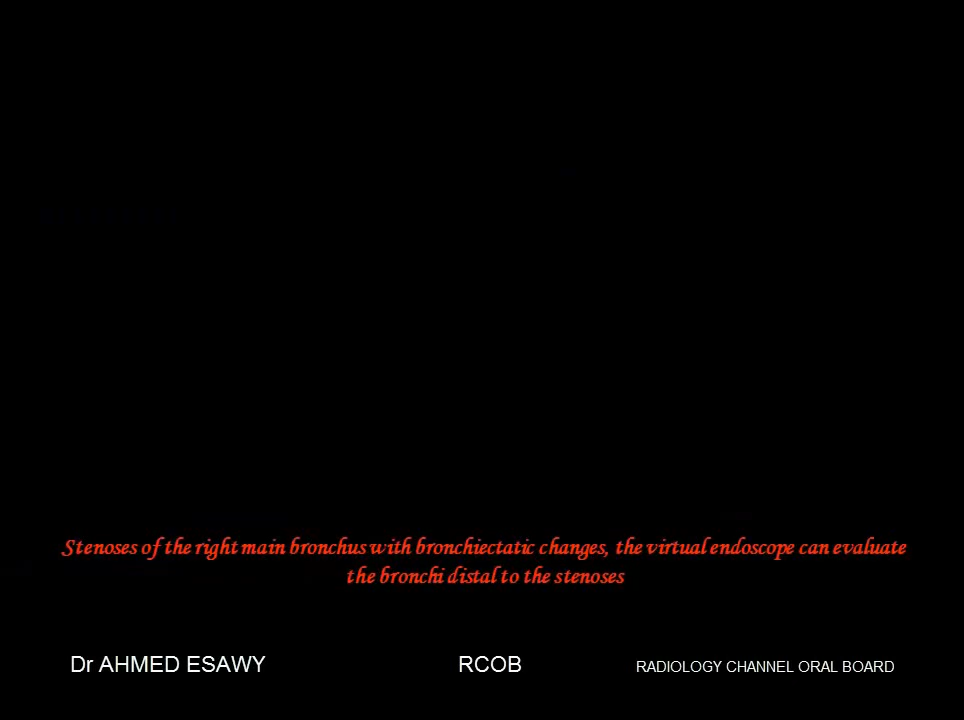 Stenoses of the right main bronchus with bronchiectatic changes, the virtual endoscope can evaluate
the bronchi distal to the stenoses
Dr AHMED ESAWY RCOB RADIOLOGY CHANNEL ORAL BOARD